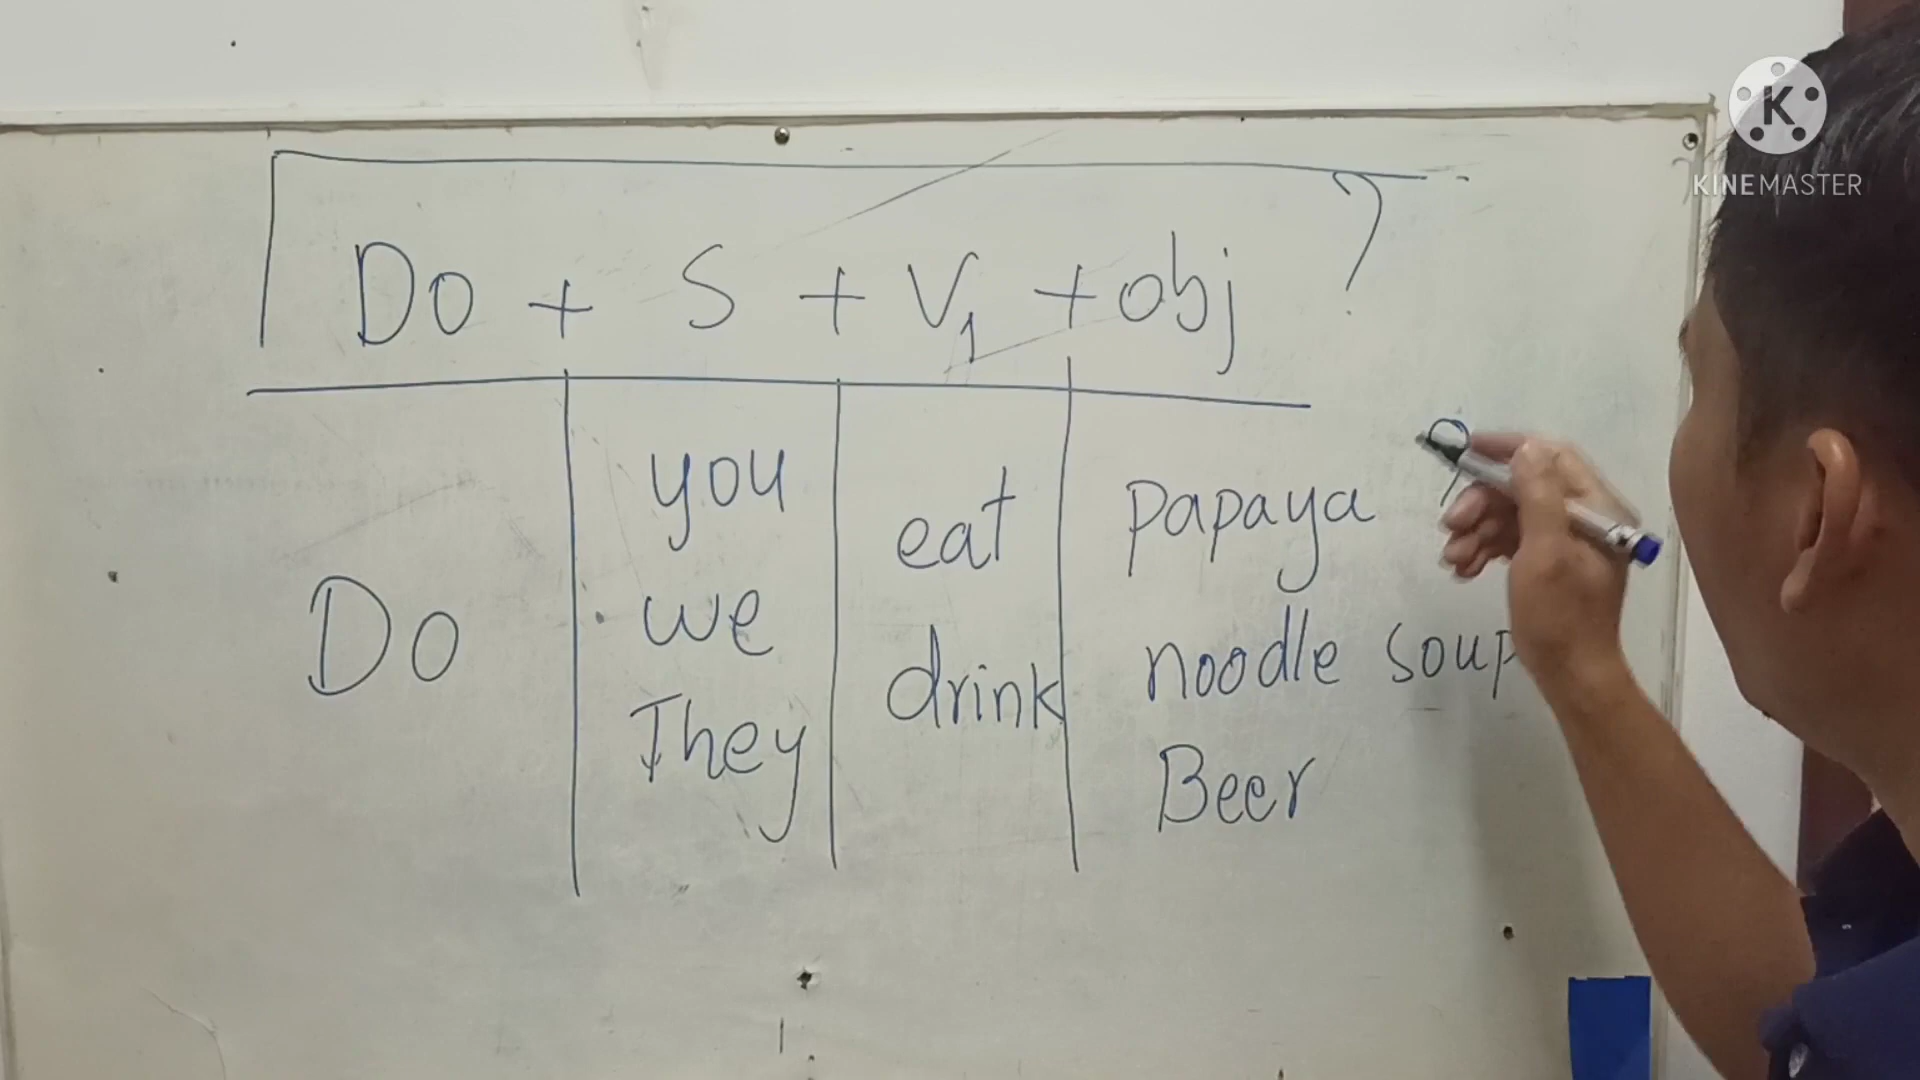 KINEMASTER
Do + S + V1 + obj ?
Do
you
we
They
eat
drink
papaya ?
noodle soup
Beer